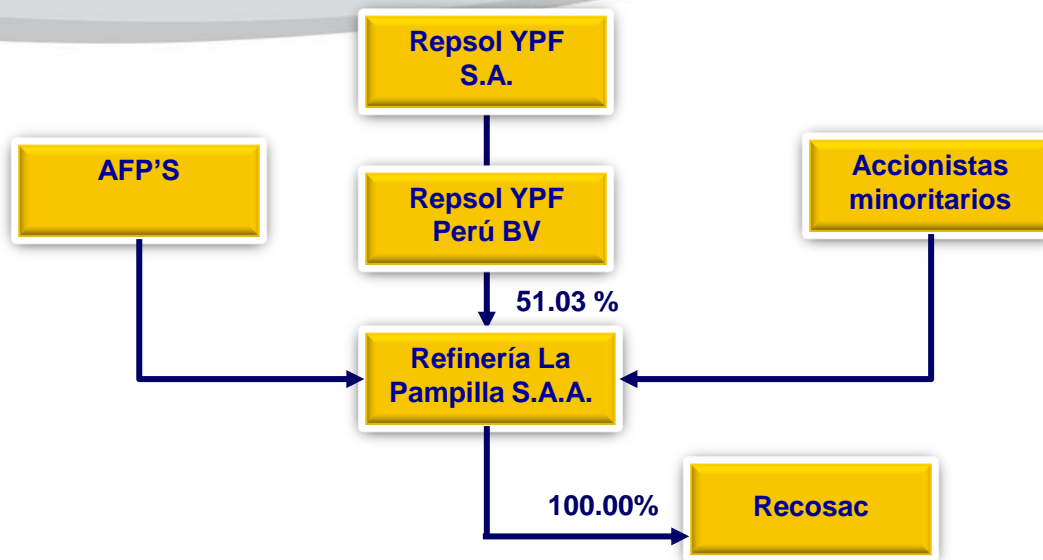 Repsol YPF
S.A.
AFP'S
Repsol YPF
Perú BV
Accionistas
minoritarios
51.03 %
Refinería La
Pampilla S.A.A.
100.00%
Recosac